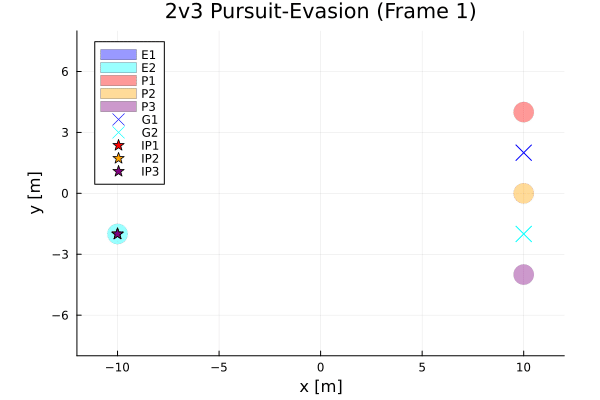 2v3 Pursuit-Evasion (Frame 1)
E1
E2
P1
P2
P3
G1
G2
IP1
IP2
IP3
6
3
0
−3
−6
y [m]
−10
−5
0
5
10
x [m]